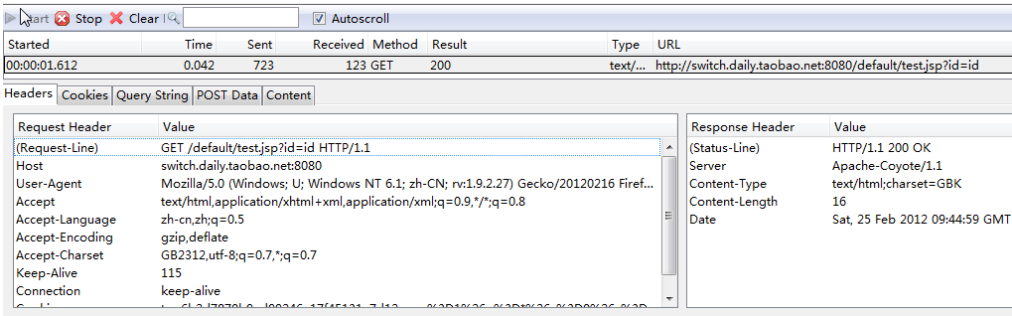 Start Stop Clear Autoscroll
Started Time Sent Received Method Result Type URL
00:00:01.612 0.042 723 123 GET 200 text/... http://switch.daily.taobao.net:8080/default/test.jsp?id=id
Headers Cookies Query String POST Data Content
Request Header Value Response Header Value
(Request-Line) GET /default/test.jsp?id=id HTTP/1.1 (Status-Line) HTTP/1.1 200 OK
Host switch.daily.taobao.net:8080 Server Apache-Coyote/1.1
User-Agent Mozilla/5.0 (Windows; U; Windows NT 6.1; zh-CN; rv:1.9.2.27) Gecko/20120216 Firef... Content-Type text/html;charset=GBK
Accept text/html,application/xhtml+xml,application/xml;q=0.9,*/*;q=0.8 Content-Length 16
Accept-Language zh-cn,zh;q=0.5 Date Sat, 25 Feb 2012 09:44:59 GMT
Accept-Encoding gzip,deflate
Accept-Charset GB2312,utf-8;q=0.7,*;q=0.7
Keep-Alive 115
Connection keep-alive